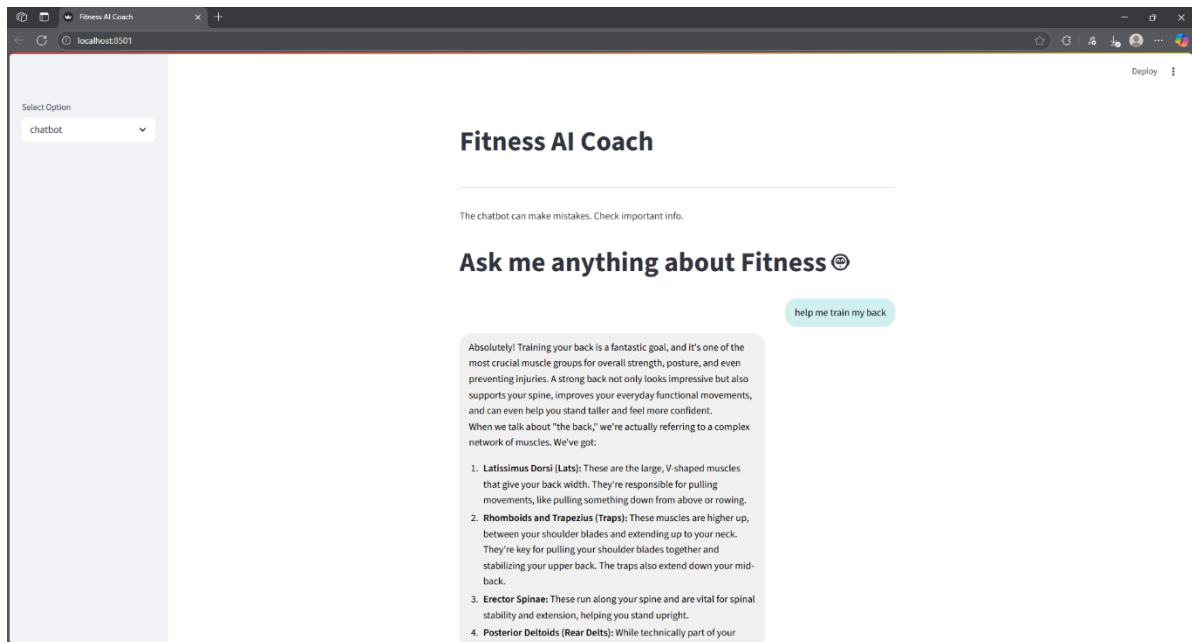 Fitness AI Coach
localhost:8501
Deploy
Select Option
chatbot
Fitness AI Coach
The chatbot can make mistakes. Check important info.
Ask me anything about Fitness
help me train my back
Absolutely! Training your back is a fantastic goal, and it's one of the
most crucial muscle groups for overall strength, posture, and even
preventing injuries. A strong back not only looks impressive but also
supports your spine, improves your everyday functional movements,
and can even help you stand taller and feel more confident.
When we talk about "the back," we're actually referring to a complex
network of muscles. We've got:
1. Latissimus Dorsi (Lats): These are the large, V-shaped muscles
that give your back width. They're responsible for pulling
movements, like pulling something down from above or rowing.
2. Rhomboids and Trapezius (Traps): These muscles are higher up,
between your shoulder blades and extending up to your neck.
They're key for pulling your shoulder blades together and
stabilizing your upper back. The traps also extend down your mid-
back.
3. Erector Spinae: These run along your spine and are vital for spinal
stability and extension, helping you stand upright.
4. Posterior Deltoids (Rear Delts): While technically part of your